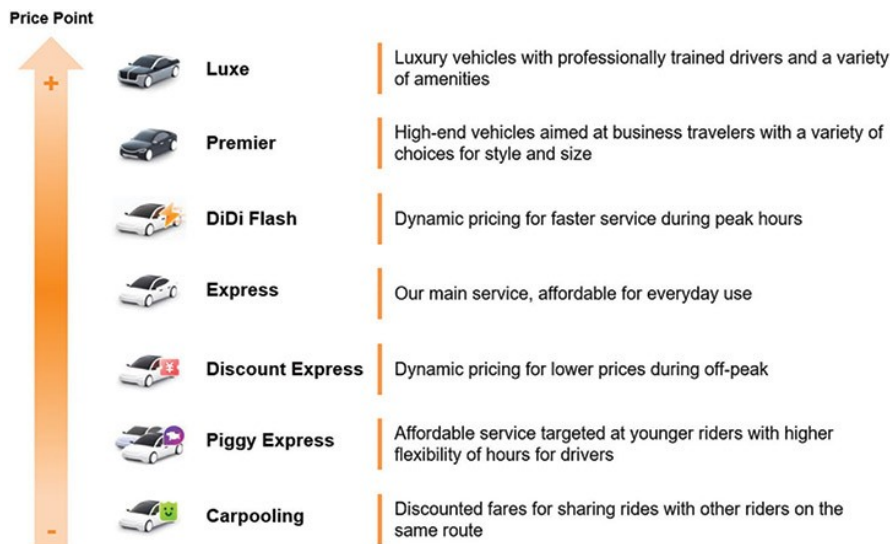 Price Point
+
Luxe
Luxury vehicles with professionally trained drivers and a variety
of amenities
Premier
High-end vehicles aimed at business travelers with a variety of
choices for style and size
DiDi Flash
Dynamic pricing for faster service during peak hours
Express
Our main service, affordable for everyday use
¥
Discount Express
Dynamic pricing for lower prices during off-peak
Piggy Express
Affordable service targeted at younger riders with higher
flexibility of hours for drivers
-
Carpooling
Discounted fares for sharing rides with other riders on the
same route